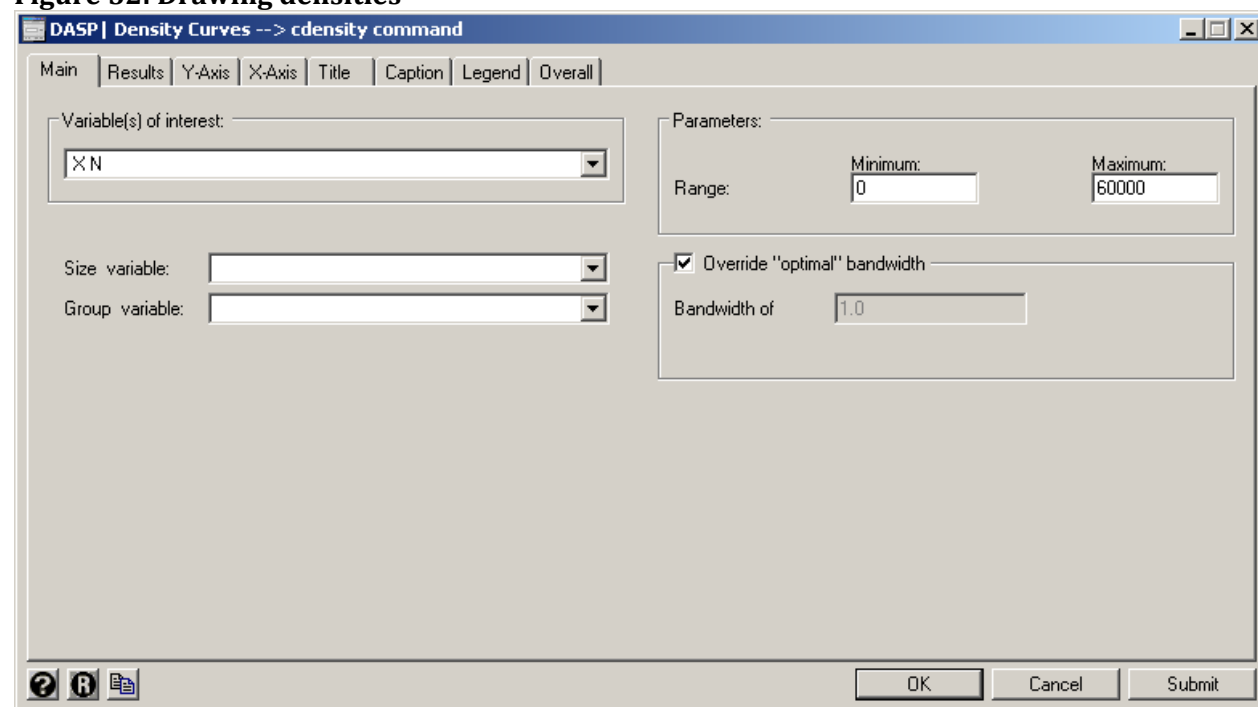 Figure 52: Drawing densities
DASP| Density Curves --> cdensity command
Main Results Y-Axis X-Axis Title Caption Legend Overall
Variable(s) of interest:
X N
Parameters:
Minimum: Maximum:
Range: 0 60000
Size variable:
Group variable:
Override "optimal" bandwidth
Bandwidth of 1.0
OK Cancel Submit